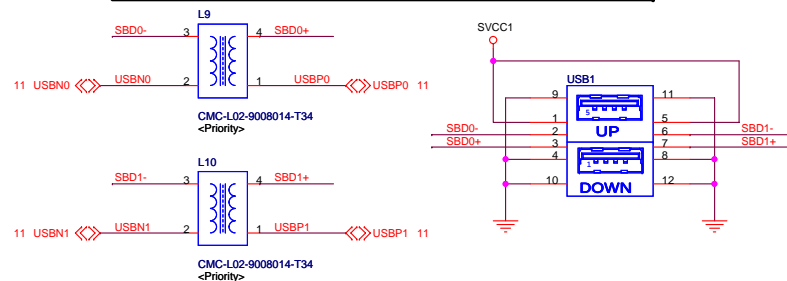 L9
SBD0- 3 4 SBD0+
11 USBN0 USBN0 2 1 USBP0 USBP0 11
CMC-L02-9008014-T34
<Priority>
L10
SBD1- 3 4 SBD1+
11 USBN1 USBN1 2 1 USBP1 USBP1 11
CMC-L02-9008014-T34
<Priority>
SVCC1
USB1
9 11
1 5 5
SBD0- 2 UP 6 SBD1-
SBD0+ 3 7 SBD1+
4 1 8
10 DOWN 12